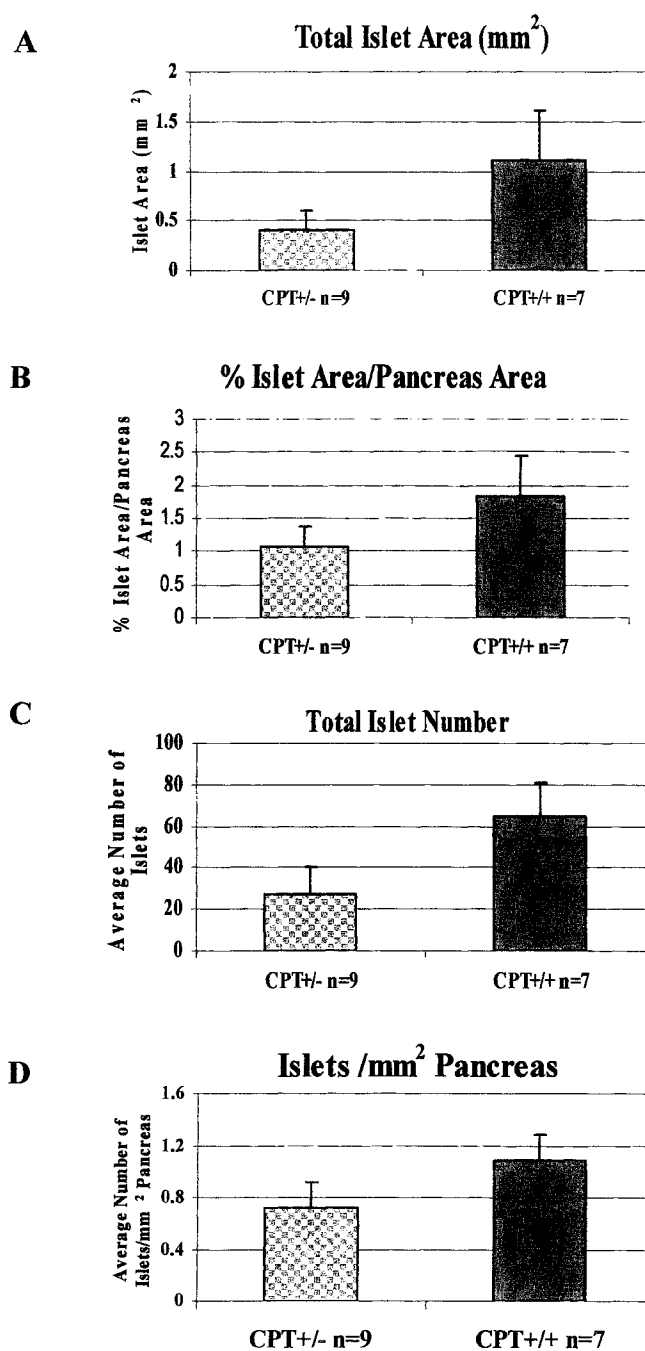 A
Total Islet Area (mm²)
Islet Area (mm ²)
2
1.5
1
0.5
0
CPT+/- n=9
CPT+/+ n=7
B
% Islet Area/Pancreas Area
% Islet Area/Pancreas
Area
3
2.5
2
1.5
1
0.5
0
CPT+/- n=9
CPT+/+ n=7
C
Total Islet Number
Average Number of
Islets
100
80
60
40
20
0
CPT+/- n=9
CPT+/+ n=7
D
Islets /mm² Pancreas
Average Number of
Islets/mm ² Pancreas
1.6
1.2
0.8
0.4
0
CPT+/- n=9
CPT+/+ n=7